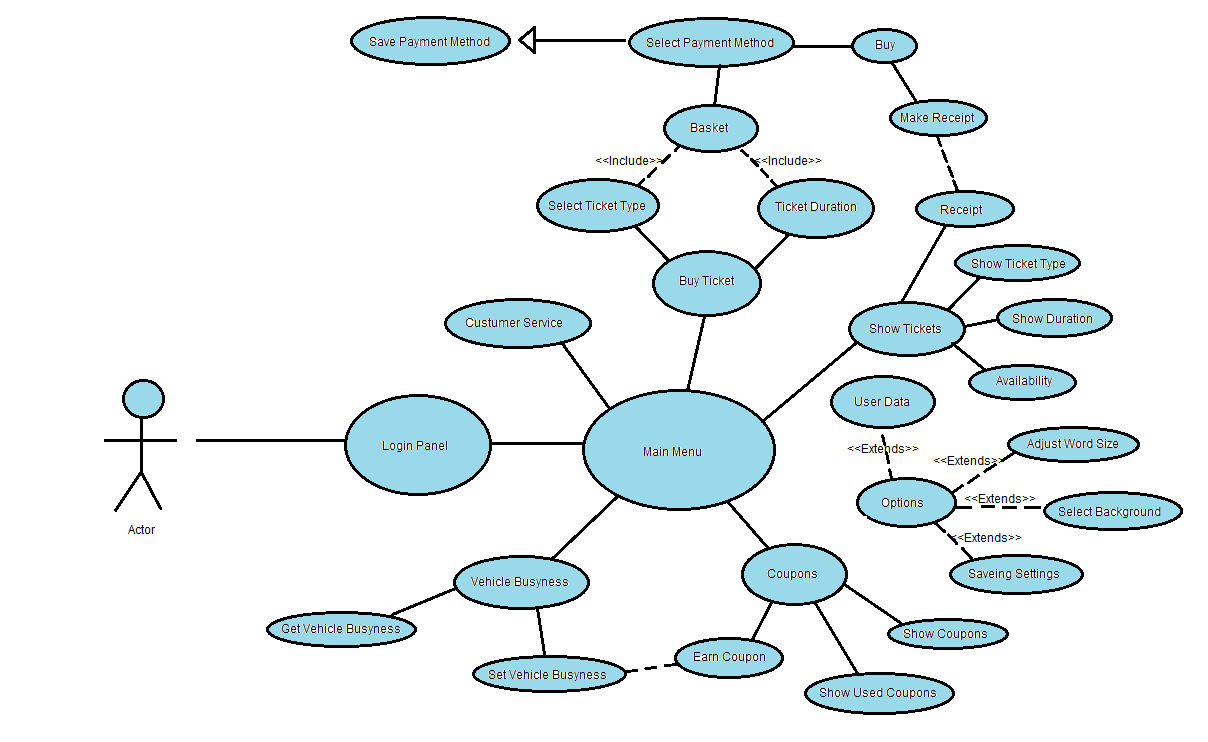 Save Payment Method
Select Payment Method
Buy
Make Receipt
Basket
<<Include>>
<<Include>>
Select Ticket Type
Ticket Duration
Receipt
Buy Ticket
Show Ticket Type
Custumer Service
Show Tickets
Show Duration
Availability
User Data
Login Panel
Main Menu
<<Extends>>
Adjust Word Size
<<Extends>>
Options
<<Extends>>
Select Background
Actor
<<Extends>>
Vehicle Busyness
Coupons
Saveing Settings
Get Vehicle Busyness
Show Coupons
Set Vehicle Busyness
Earn Coupon
Show Used Coupons